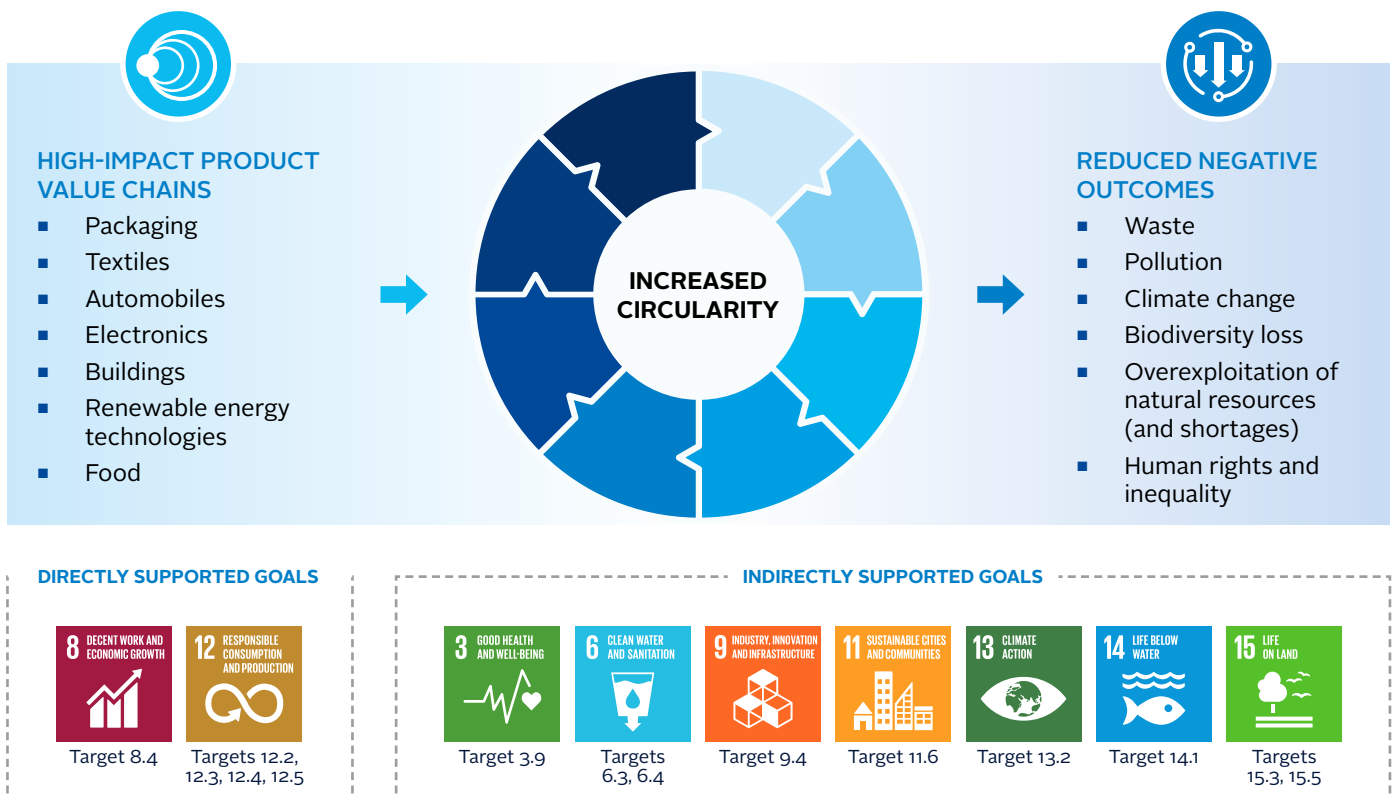 HIGH-IMPACT PRODUCT
VALUE CHAINS
Packaging
Textiles
Automobiles
Electronics
Buildings
Renewable energy
technologies
Food
INCREASED
CIRCULARITY
REDUCED NEGATIVE
OUTCOMES
Waste
Pollution
Climate change
Biodiversity loss
Overexploitation of
natural resources
(and shortages)
Human rights and
inequality
DIRECTLY SUPPORTED GOALS
8 DECENT WORK AND
ECONOMIC GROWTH
Target 8.4
12 RESPONSIBLE
CONSUMPTION
AND PRODUCTION
Targets 12.2,
12.3, 12.4, 12.5
INDIRECTLY SUPPORTED GOALS
3 GOOD HEALTH
AND WELL-BEING
Target 3.9
6 CLEAN WATER
AND SANITATION
Targets
6.3, 6.4
9 INDUSTRY, INNOVATION
AND INFRASTRUCTURE
Target 9.4
11 SUSTAINABLE CITIES
AND COMMUNITIES
Target 11.6
13 CLIMATE
ACTION
Target 13.2
14 LIFE BELOW
WATER
Target 14.1
15 LIFE
ON LAND
Targets
15.3, 15.5